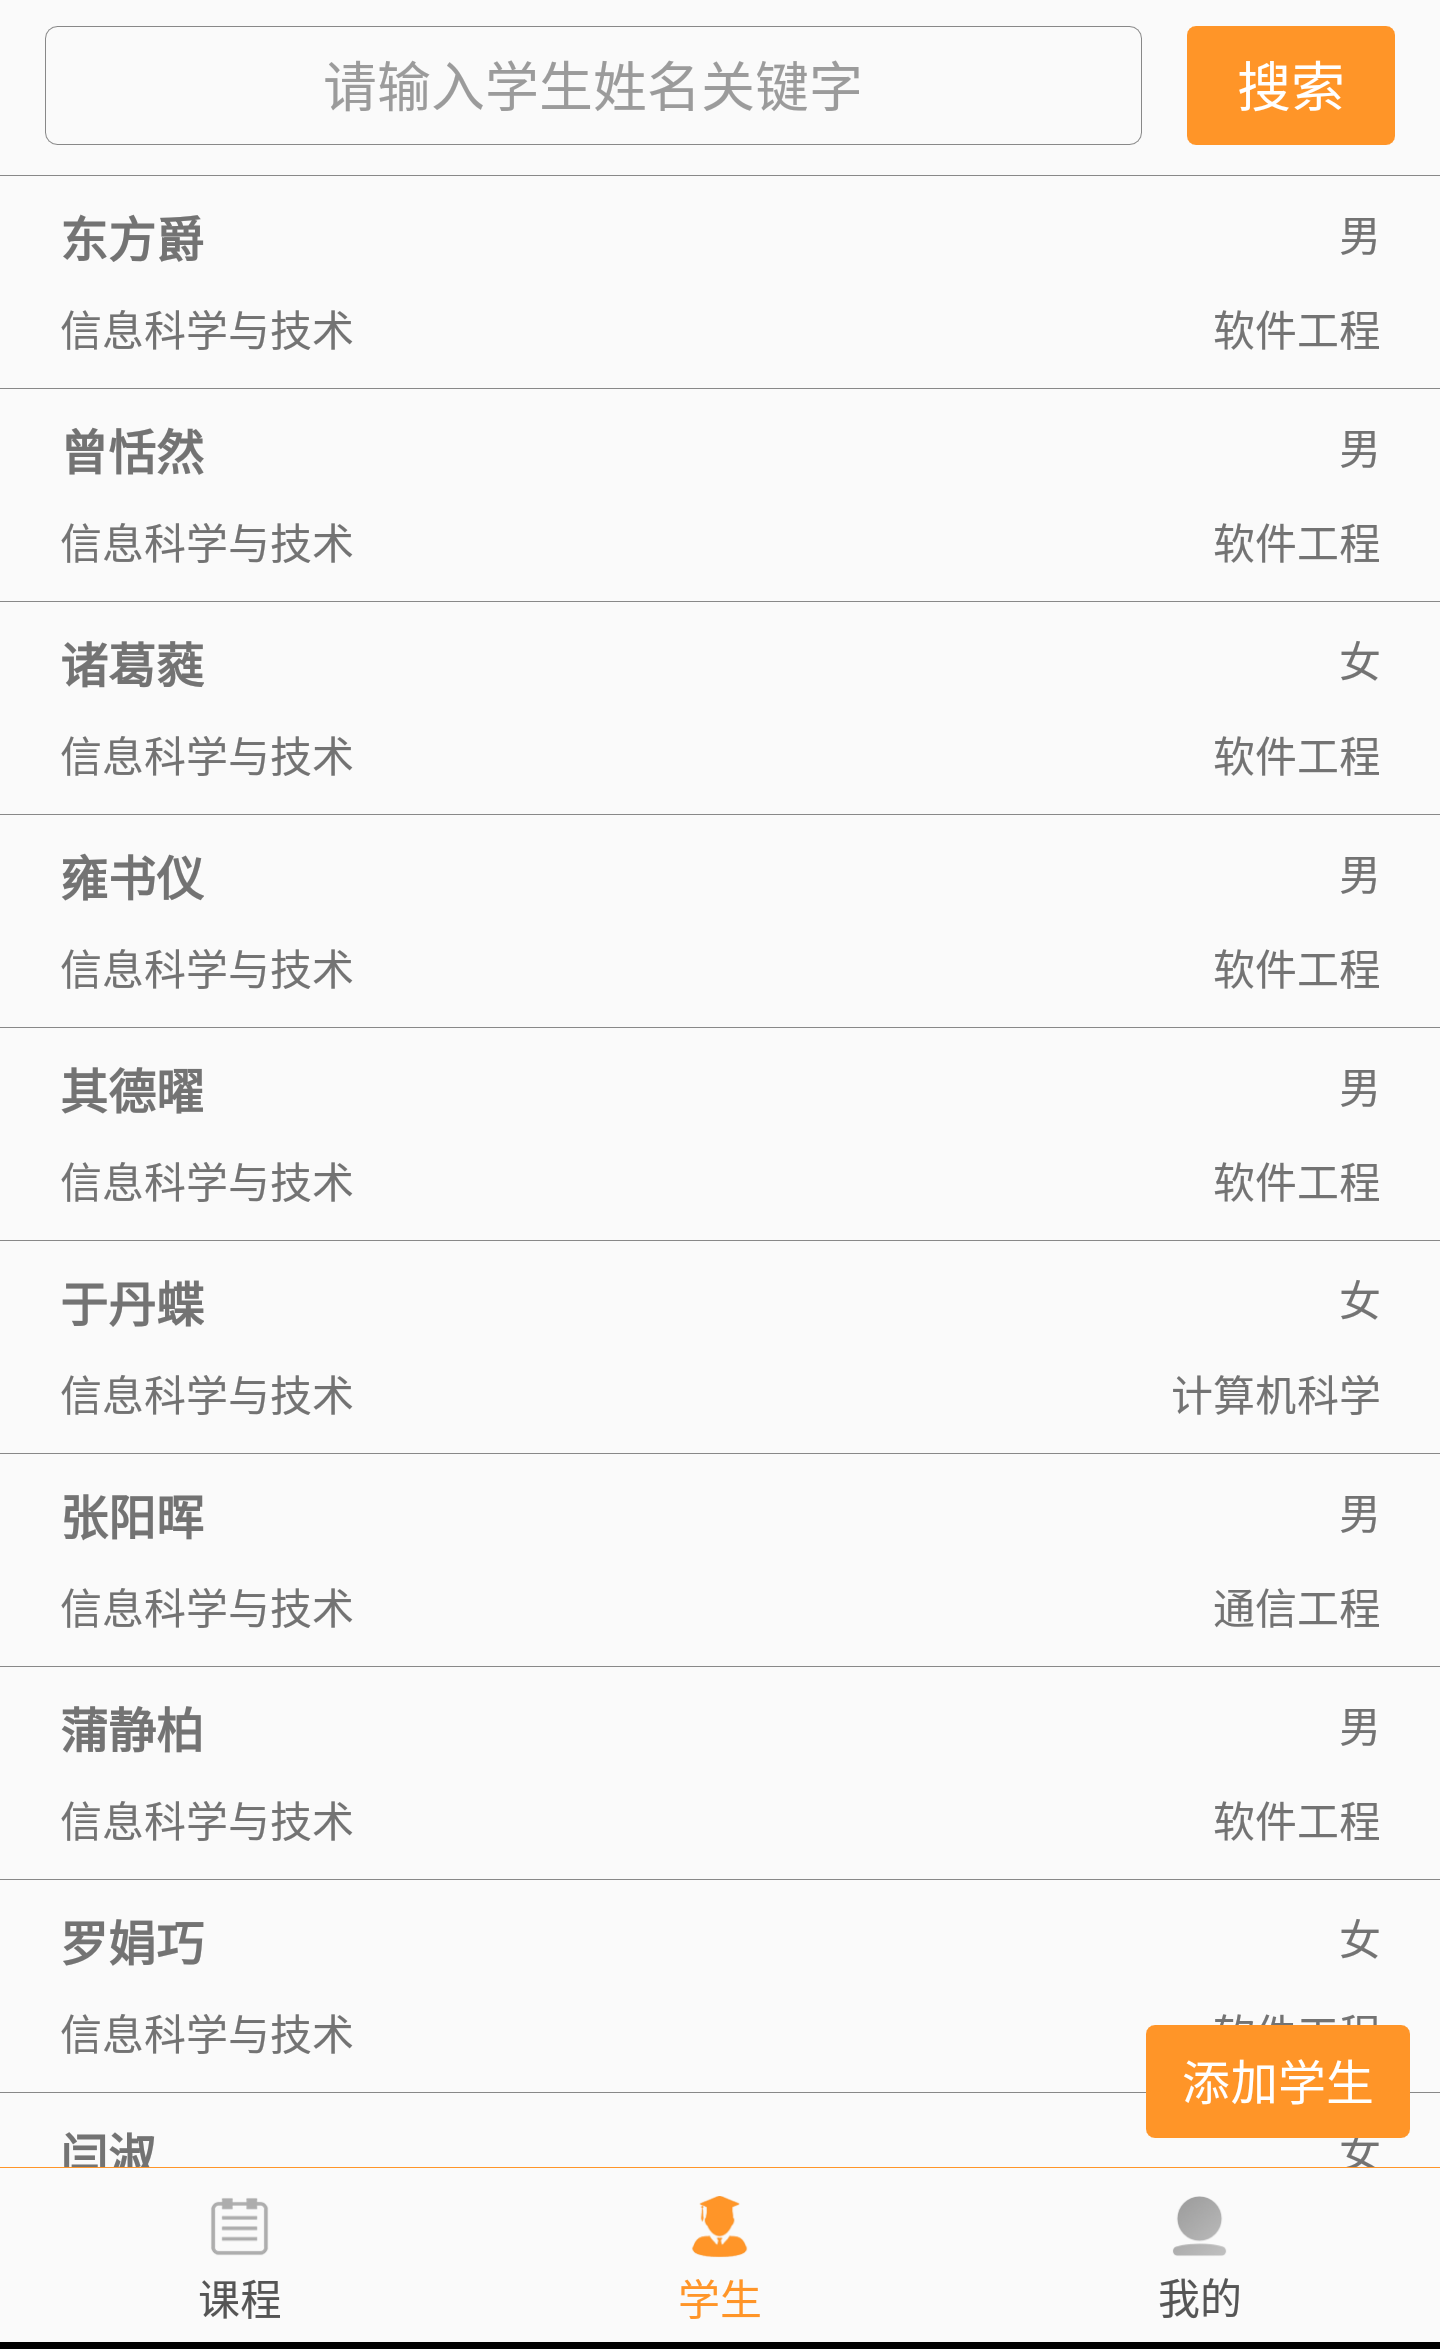 请输入学生姓名关键字 搜索
东方爵 男
信息科学与技术 软件工程
曾恬然 男
信息科学与技术 软件工程
诸葛蕤 女
信息科学与技术 软件工程
雍书仪 男
信息科学与技术 软件工程
其德曜 男
信息科学与技术 软件工程
于丹蝶 女
信息科学与技术 计算机科学
张阳晖 男
信息科学与技术 通信工程
蒲静柏 男
信息科学与技术 软件工程
罗娟巧 女
信息科学与技术 软件工程
添加学生
闫淑 女
课程 学生 我的